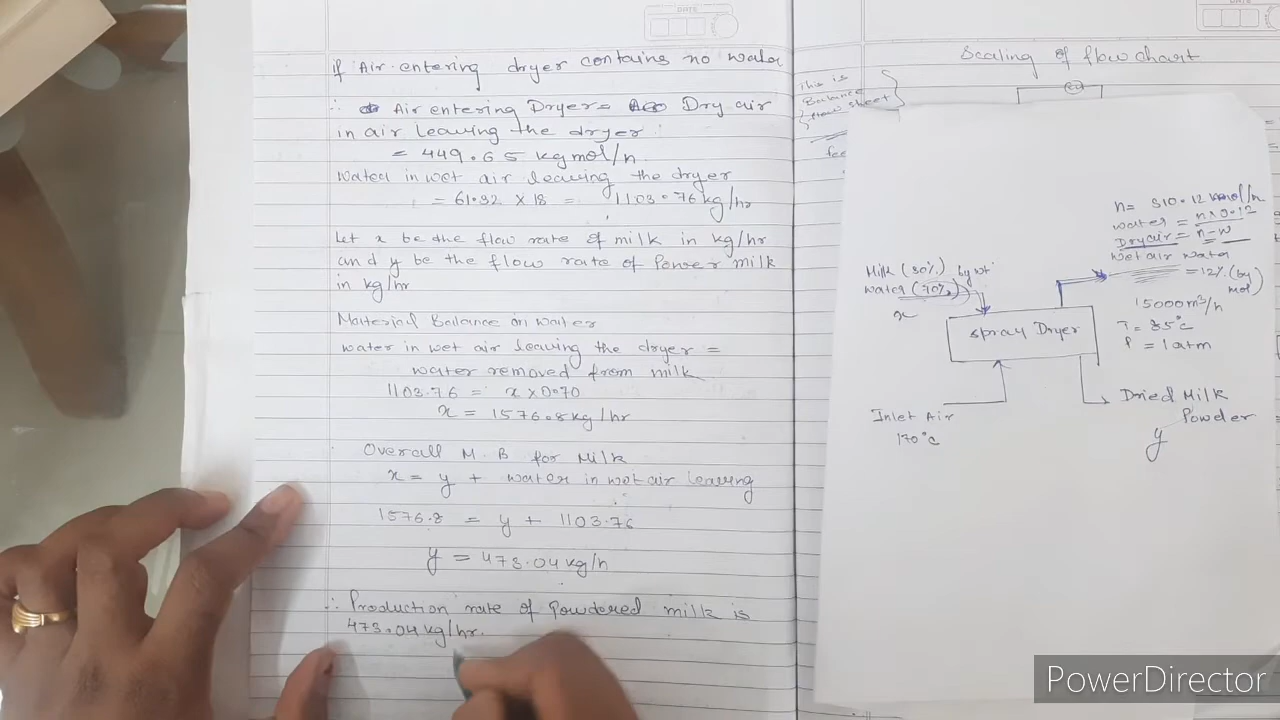 DATE
If Air entering dryer contains no water
∴ Air entering Dryer = Dry air
in air leaving the dryer
= 449.65 kgmol/h
Water in wet air leaving the dryer
= 61.32 × 18 = 1103.76 kg/hr
Let x be the flow rate of milk in kg/hr
and y be the flow rate of Power milk
in kg/hr
Material Balance on water
water in wet air leaving the dryer =
water removed from milk
1103.76 = x × 0.70
x = 1576.8 kg/hr
Overall M.B for Milk
x = y + water in wet air leaving
1576.8 = y + 1103.76
y = 473.04 kg/h
∴ Production rate of Powdered milk is
473.04 kg/hr.
Scaling of flow chart
This is
Balance
flow sheet
fee
n = 510.12 kmol/h
water = n×0.12
Dry air = n-w
Wet air water
= 12% (by
mol)
15000 m³/h
T = 85°C
P = 1 atm
Milk (30%) by wt
Water (70%)
x
Spray Dryer
Inlet Air
170°C
Dried Milk
Powder
y
PowerDirector